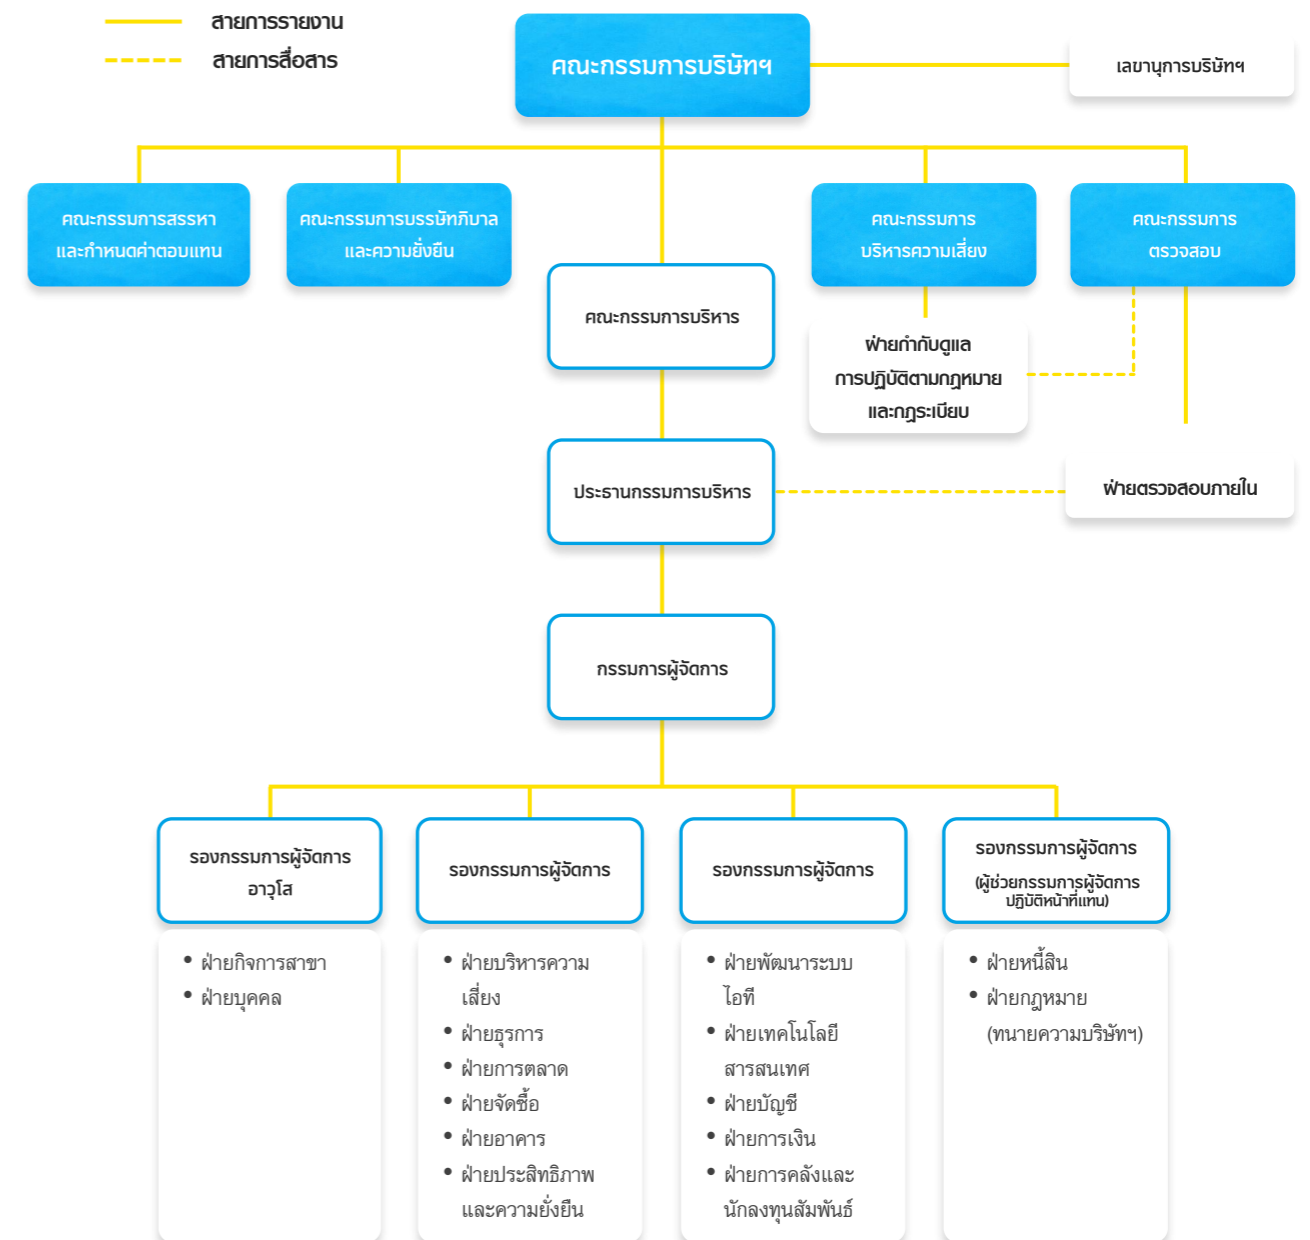 สายการรายงาน
สายการสื่อสาร
คณะกรรมการบริษัทฯ
เลขานุการบริษัทฯ
คณะกรรมการสรรหา
และกำหนดค่าตอบแทน
คณะกรรมการบรรษัทภิบาล
และความยั่งยืน
คณะกรรมการ
บริหารความเสี่ยง
คณะกรรมการ
ตรวจสอบ
คณะกรรมการบริหาร
ฝ่ายกำกับดูแล
การปฏิบัติตามกฎหมาย
และกฎระเบียบ
ประธานกรรมการบริหาร
ฝ่ายตรวจสอบภายใน
กรรมการผู้จัดการ
รองกรรมการผู้จัดการ
อาวุโส
• ฝ่ายกิจการสาขา
• ฝ่ายบุคคล
รองกรรมการผู้จัดการ
• ฝ่ายบริหารความ
เสี่ยง
• ฝ่ายธุรการ
• ฝ่ายการตลาด
• ฝ่ายจัดซื้อ
• ฝ่ายอาคาร
• ฝ่ายประสิทธิภาพ
และความยั่งยืน
รองกรรมการผู้จัดการ
• ฝ่ายพัฒนาระบบ
ไอที
• ฝ่ายเทคโนโลยี
สารสนเทศ
• ฝ่ายบัญชี
• ฝ่ายการเงิน
• ฝ่ายการคลังและ
นักลงทุนสัมพันธ์
รองกรรมการผู้จัดการ
(ผู้ช่วยกรรมการผู้จัดการ
ปฏิบัติหน้าที่แทน)
• ฝ่ายหนี้สิน
• ฝ่ายกฎหมาย
(ทนายความบริษัทฯ)